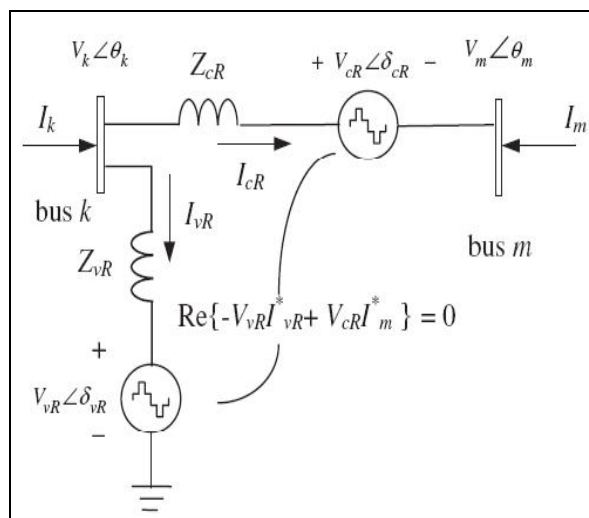 V_k∠θ_k
Z_cR
+ V_cR∠δ_cR −
V_m∠θ_m
I_k
I_m
I_cR
bus k
I_vR
bus m
Z_vR
Re{-V_vR I*_vR + V_cR I*_m } = 0
+
V_vR∠δ_vR
−